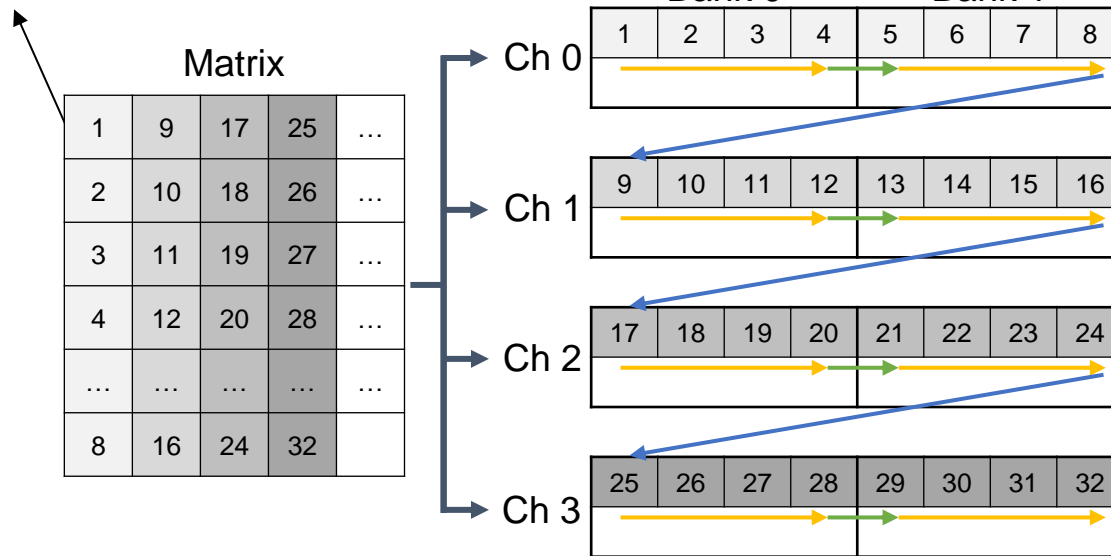 Matrix
1 9 17 25 …
2 10 18 26 …
3 11 19 27 …
4 12 20 28 …
… … … … …
8 16 24 32
Ch 0
1 2 3 4 5 6 7 8
Ch 1
9 10 11 12 13 14 15 16
Ch 2
17 18 19 20 21 22 23 24
Ch 3
25 26 27 28 29 30 31 32